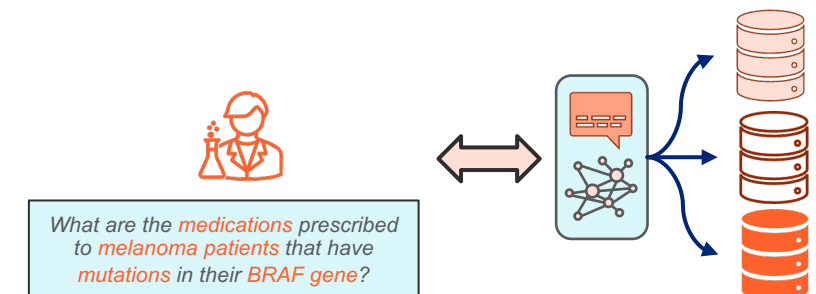 What are the medications prescribed
to melanoma patients that have
mutations in their BRAF gene?